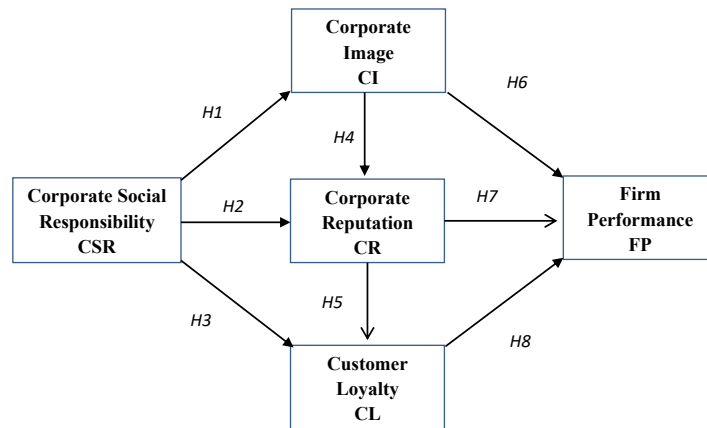 Corporate
Image
CI
H1
H4
H6
Corporate Social
Responsibility
CSR
H2
Corporate
Reputation
CR
H7
Firm
Performance
FP
H3
H5
H8
Customer
Loyalty
CL